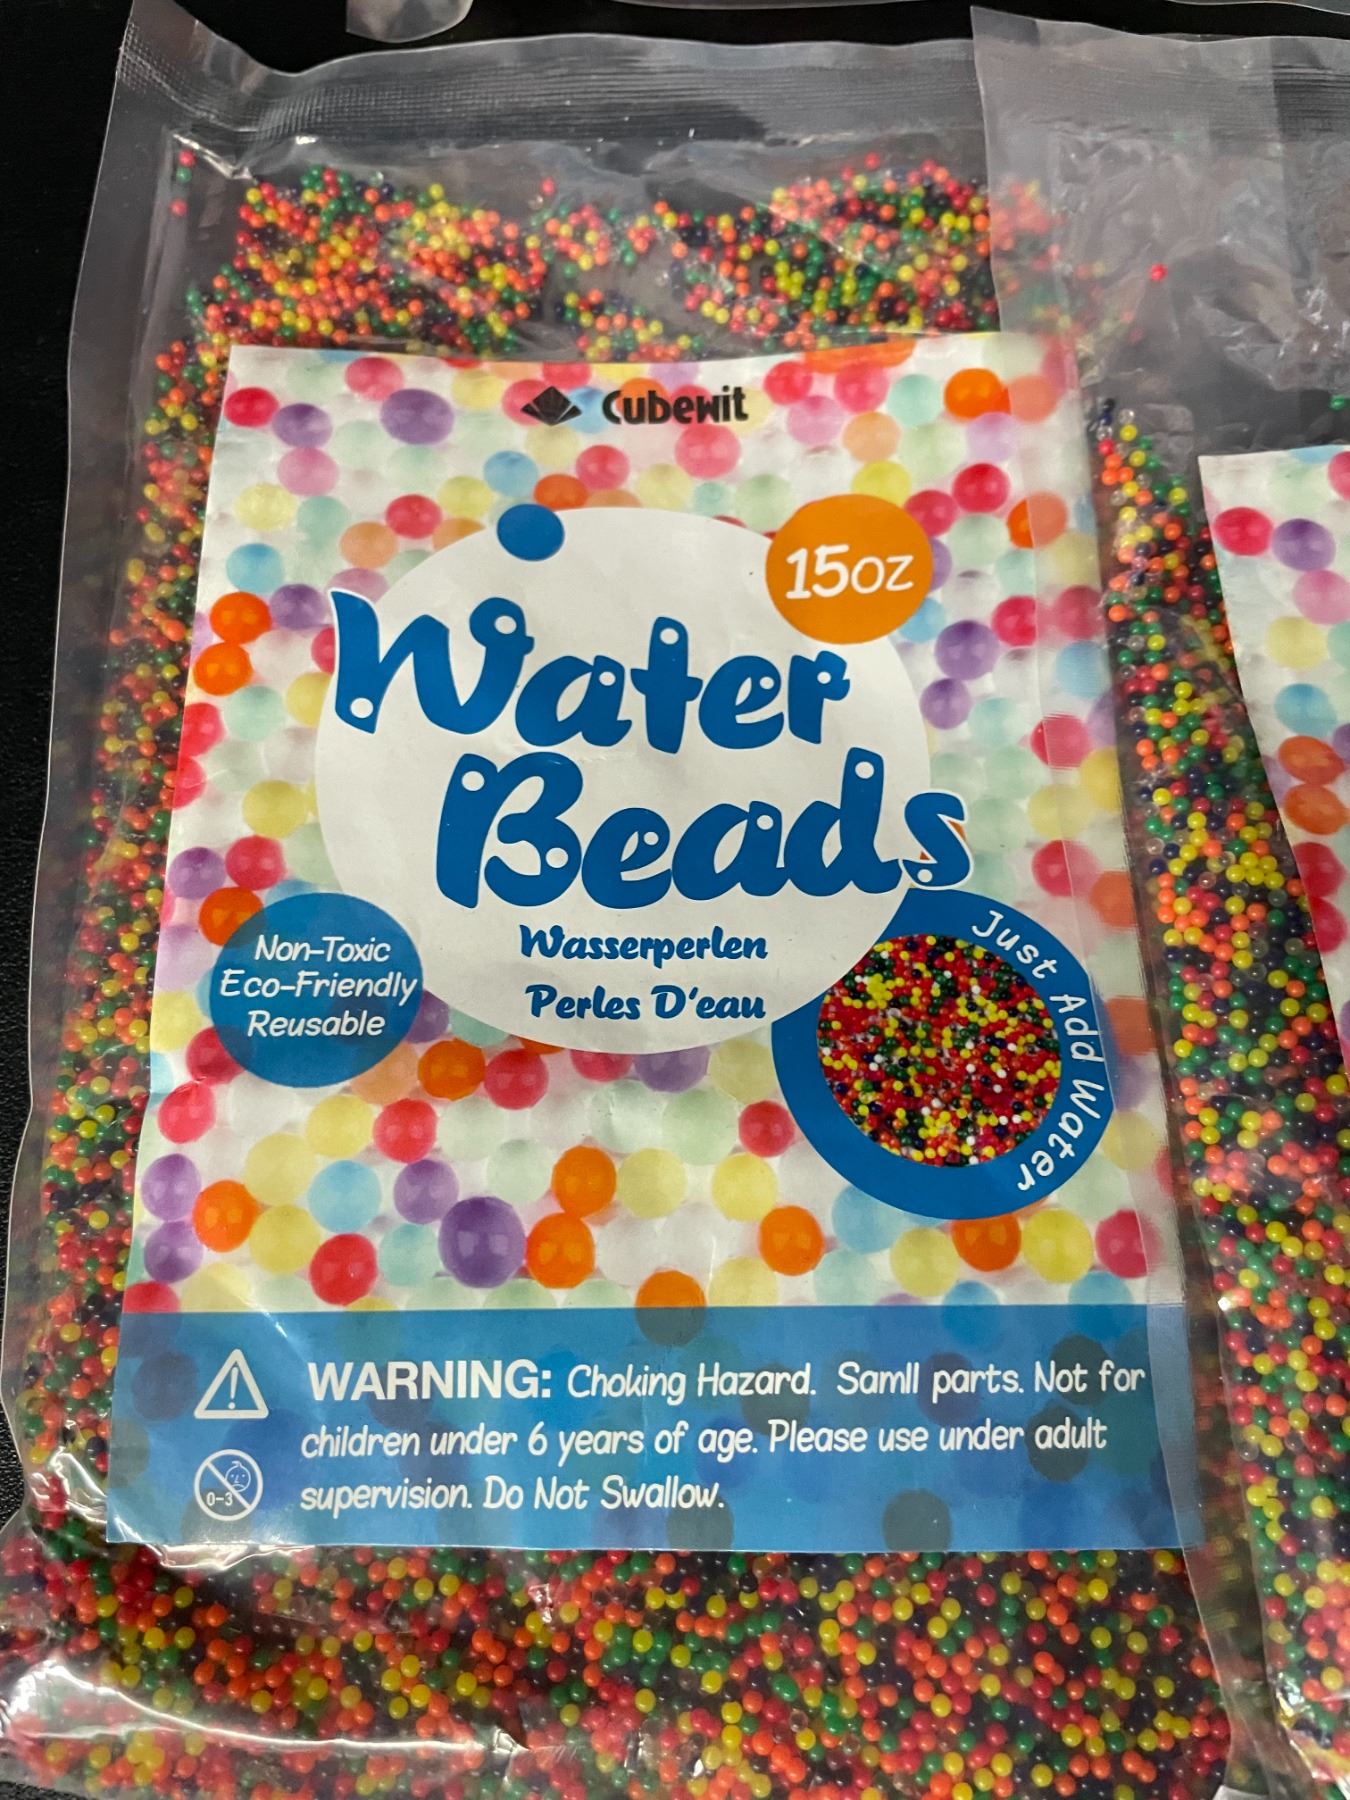 Cubewit
15oz
Water
Beads
Wasserperlen
Perles D'eau
Non-Toxic
Eco-Friendly
Reusable
Just Add Water
WARNING: Choking Hazard. Samll parts. Not for
children under 6 years of age. Please use under adult
supervision. Do Not Swallow.
0-3